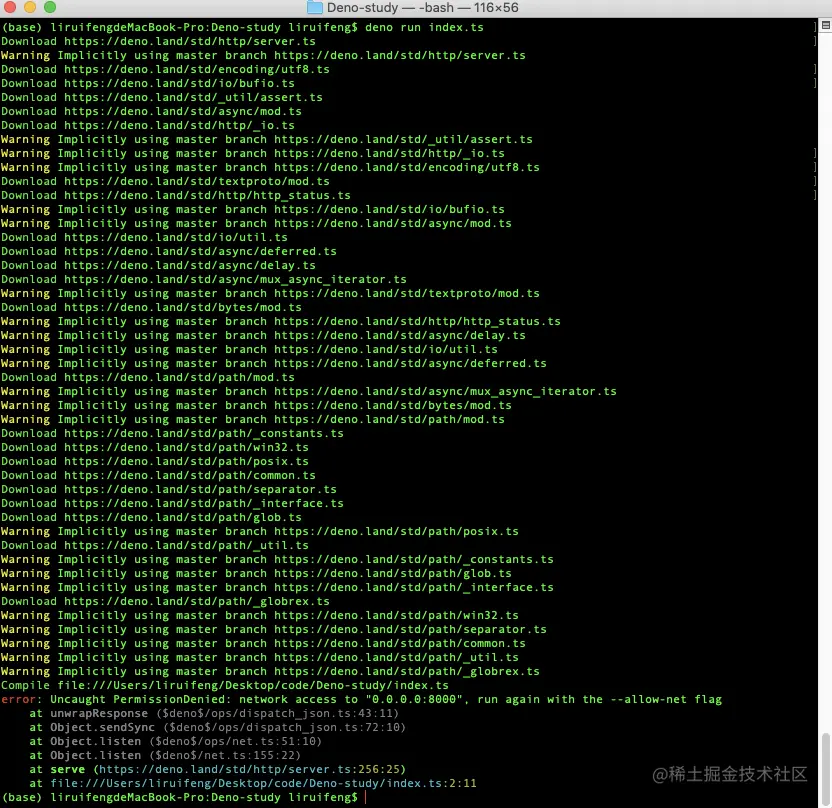 Deno-study — -bash — 116×56
(base) liruifengdeMacBook-Pro:Deno-study liruifeng$ deno run index.ts
Download https://deno.land/std/http/server.ts
Warning Implicitly using master branch https://deno.land/std/http/server.ts
Download https://deno.land/std/encoding/utf8.ts
Download https://deno.land/std/io/bufio.ts
Download https://deno.land/std/_util/assert.ts
Download https://deno.land/std/async/mod.ts
Download https://deno.land/std/http/_io.ts
Warning Implicitly using master branch https://deno.land/std/_util/assert.ts
Warning Implicitly using master branch https://deno.land/std/http/_io.ts
Warning Implicitly using master branch https://deno.land/std/encoding/utf8.ts
Download https://deno.land/std/textproto/mod.ts
Download https://deno.land/std/http/http_status.ts
Warning Implicitly using master branch https://deno.land/std/io/bufio.ts
Warning Implicitly using master branch https://deno.land/std/async/mod.ts
Download https://deno.land/std/io/util.ts
Download https://deno.land/std/async/deferred.ts
Download https://deno.land/std/async/delay.ts
Download https://deno.land/std/async/mux_async_iterator.ts
Warning Implicitly using master branch https://deno.land/std/textproto/mod.ts
Download https://deno.land/std/bytes/mod.ts
Warning Implicitly using master branch https://deno.land/std/http/http_status.ts
Warning Implicitly using master branch https://deno.land/std/async/delay.ts
Warning Implicitly using master branch https://deno.land/std/io/util.ts
Warning Implicitly using master branch https://deno.land/std/async/deferred.ts
Download https://deno.land/std/path/mod.ts
Warning Implicitly using master branch https://deno.land/std/async/mux_async_iterator.ts
Warning Implicitly using master branch https://deno.land/std/bytes/mod.ts
Warning Implicitly using master branch https://deno.land/std/path/mod.ts
Download https://deno.land/std/path/_constants.ts
Download https://deno.land/std/path/win32.ts
Download https://deno.land/std/path/posix.ts
Download https://deno.land/std/path/common.ts
Download https://deno.land/std/path/separator.ts
Download https://deno.land/std/path/_interface.ts
Download https://deno.land/std/path/glob.ts
Warning Implicitly using master branch https://deno.land/std/path/posix.ts
Download https://deno.land/std/path/_util.ts
Warning Implicitly using master branch https://deno.land/std/path/_constants.ts
Warning Implicitly using master branch https://deno.land/std/path/glob.ts
Warning Implicitly using master branch https://deno.land/std/path/_interface.ts
Download https://deno.land/std/path/_globrex.ts
Warning Implicitly using master branch https://deno.land/std/path/win32.ts
Warning Implicitly using master branch https://deno.land/std/path/separator.ts
Warning Implicitly using master branch https://deno.land/std/path/common.ts
Warning Implicitly using master branch https://deno.land/std/path/_util.ts
Warning Implicitly using master branch https://deno.land/std/path/_globrex.ts
Compile file:///Users/liruifeng/Desktop/code/Deno-study/index.ts
error: Uncaught PermissionDenied: network access to "0.0.0.0:8000", run again with the --allow-net flag
    at unwrapResponse ($deno$/ops/dispatch_json.ts:43:11)
    at Object.sendSync ($deno$/ops/dispatch_json.ts:72:10)
    at Object.listen ($deno$/ops/net.ts:51:10)
    at Object.listen ($deno$/net.ts:155:22)
    at serve (https://deno.land/std/http/server.ts:256:25)
    at file:///Users/liruifeng/Desktop/code/Deno-study/index.ts:2:11
(base) liruifengdeMacBook-Pro:Deno-study liruifeng$
@稀土掘金技术社区